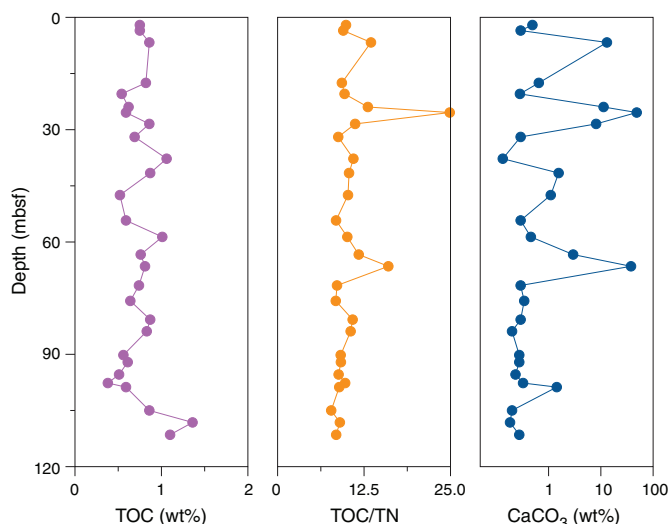 0
30
60
90
120
Depth (mbsf)
0 1 2
TOC (wt%)
0 12.5 25.0
TOC/TN
1 10 100
CaCO3 (wt%)